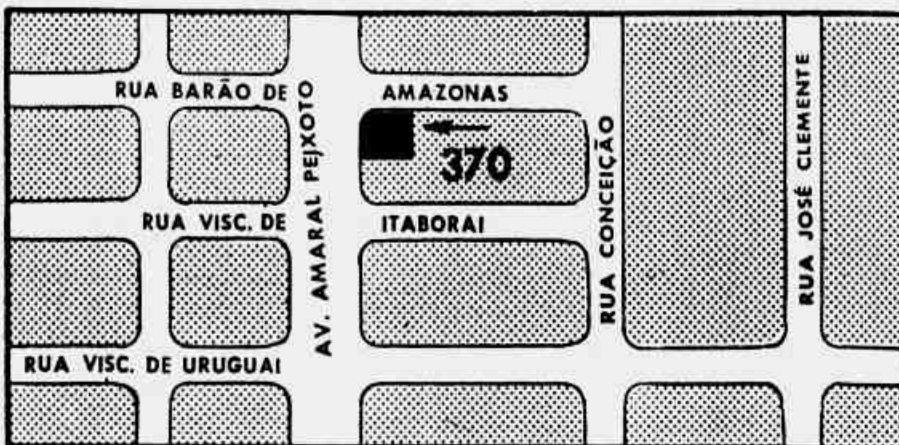 RUA BARÃO DE AMAZONAS
370
RUA VISC. DE ITABORAI
RUA VISC. DE URUGUAI
AV. AMARAL PEIXOTO
RUA CONCEIÇÃO
RUA JOSÉ CLEMENTE